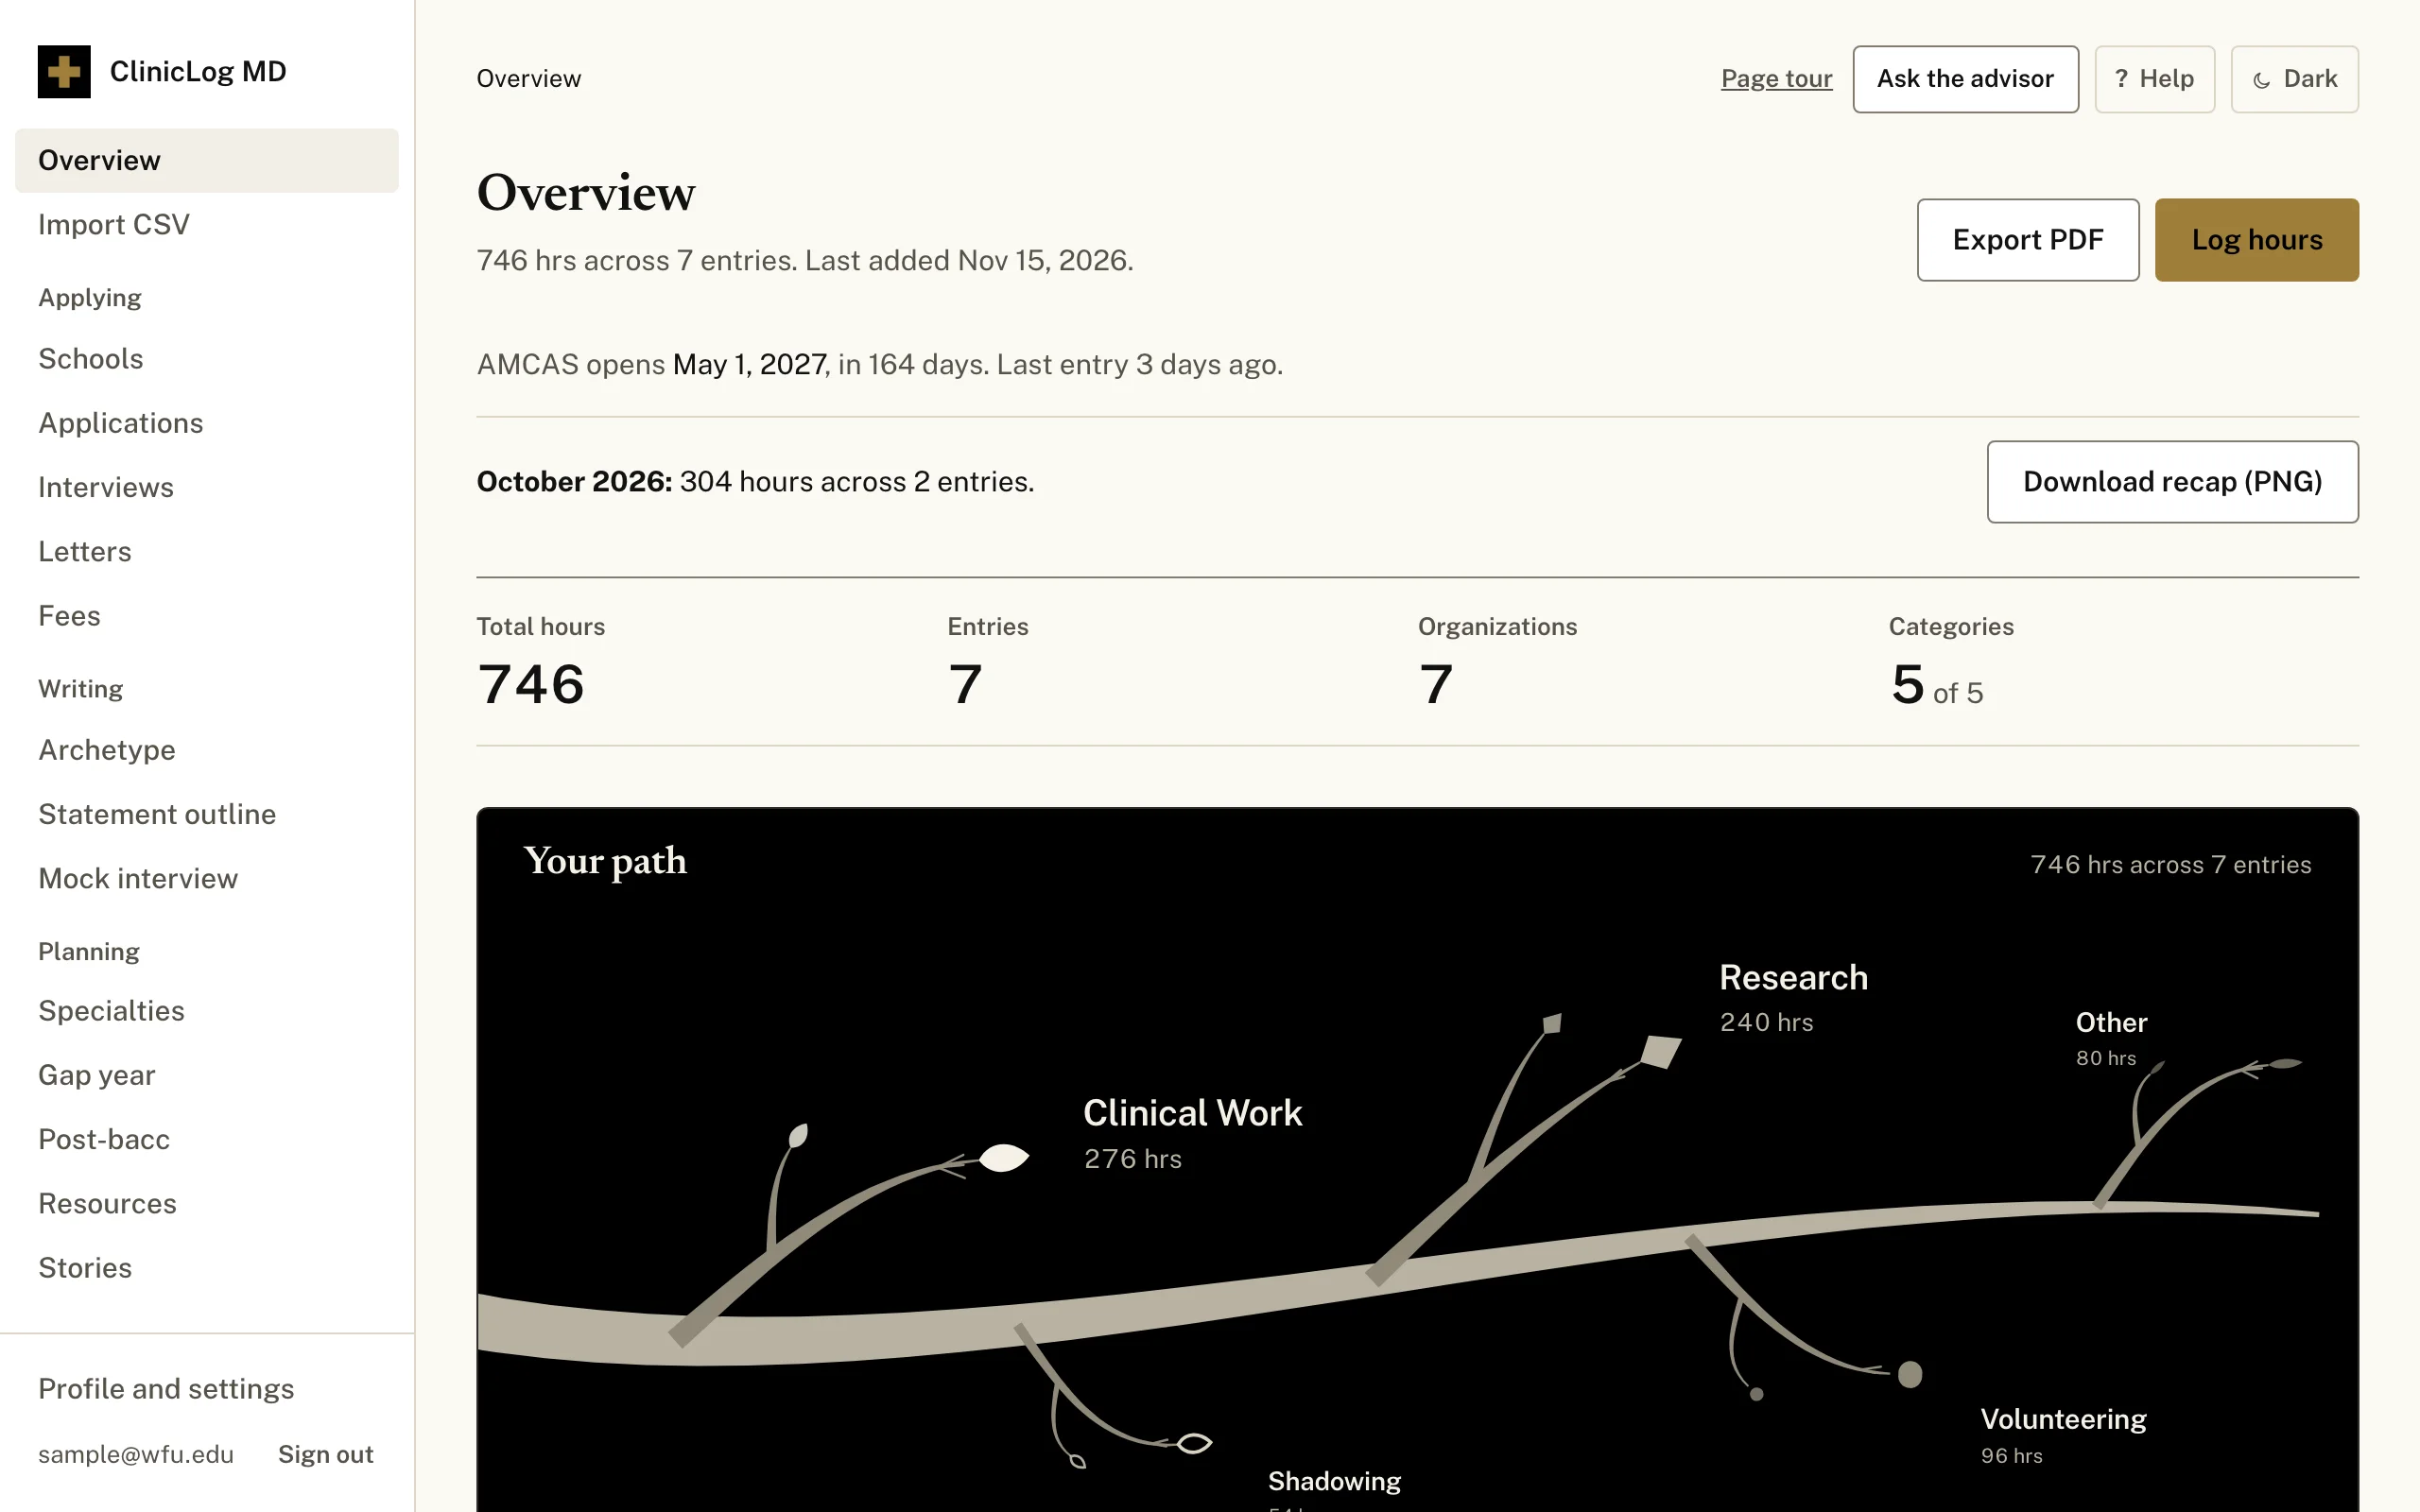 ClinicLog MD
Overview
Import CSV
Applying
Schools
Applications
Interviews
Letters
Fees
Writing
Archetype
Statement outline
Mock interview
Planning
Specialties
Gap year
Post-bacc
Resources
Stories
Profile and settings
sample@wfu.edu Sign out
Overview
Page tour
Ask the advisor
? Help
Dark
Overview
746 hrs across 7 entries. Last added Nov 15, 2026.
Export PDF
Log hours
AMCAS opens May 1, 2027, in 164 days. Last entry 3 days ago.
October 2026: 304 hours across 2 entries.
Download recap (PNG)
Total hours
746
Entries
7
Organizations
7
Categories
5 of 5
Your path
746 hrs across 7 entries
Research
240 hrs
Other
80 hrs
Clinical Work
276 hrs
Volunteering
96 hrs
Shadowing